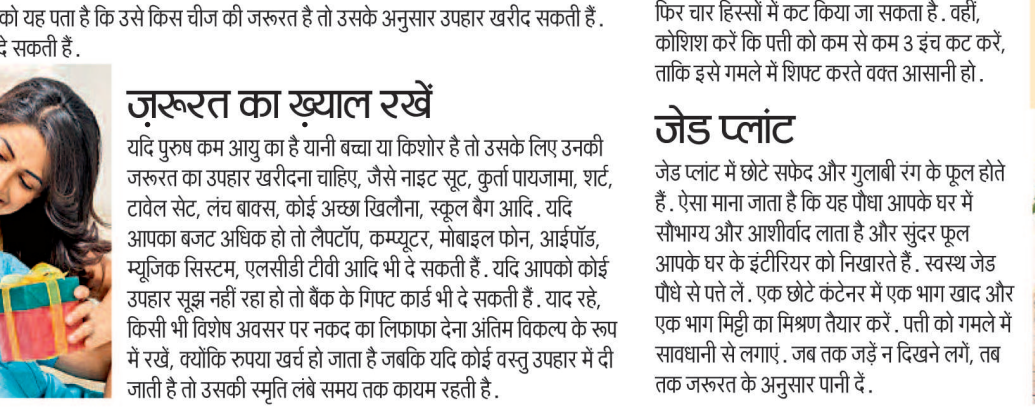 को यह पता है कि उसे किस चीज की जरूरत है तो उसके अनुसार उपहार खरीद सकती हैं.
दे सकती हैं.
ज़रूरत का ख़्याल रखें
यदि पुरुष कम आयु का है यानी बच्चा या किशोर है तो उसके लिए उनकी
जरूरत का उपहार खरीदना चाहिए, जैसे नाइट सूट, कुर्ता पायजामा, शर्ट,
टावेल सेट, लंच बाक्स, कोई अच्छा खिलौना, स्कूल बैग आदि. यदि
आपका बजट अधिक हो तो लैपटॉप, कम्प्यूटर, मोबाइल फोन, आईपॉड,
म्यूजिक सिस्टम, एलसीडी टीवी आदि भी दे सकती हैं. यदि आपको कोई
उपहार सूझ नहीं रहा हो तो बैंक के गिफ्ट कार्ड भी दे सकती हैं. याद रहे,
किसी भी विशेष अवसर पर नकद का लिफाफा देना अंतिम विकल्प के रूप
में रखें, क्योंकि रुपया खर्च हो जाता है जबकि यदि कोई वस्तु उपहार में दी
जाती है तो उसकी स्मृति लंबे समय तक कायम रहती है.
फिर चार हिस्सों में कट किया जा सकता है. वहीं,
कोशिश करें कि पत्ती को कम से कम 3 इंच कट करें,
ताकि इसे गमले में शिफ्ट करते वक्त आसानी हो.
जेड प्लांट
जेड प्लांट में छोटे सफेद और गुलाबी रंग के फूल होते
हैं. ऐसा माना जाता है कि यह पौधा आपके घर में
सौभाग्य और आशीर्वाद लाता है और सुंदर फूल
आपके घर के इंटीरियर को निखारते हैं. स्वस्थ जेड
पौधे से पत्ते लें. एक छोटे कंटेनर में एक भाग खाद और
एक भाग मिट्टी का मिश्रण तैयार करें. पत्ती को गमले में
सावधानी से लगाएं. जब तक जड़ें न दिखने लगें, तब
तक जरूरत के अनुसार पानी दें.